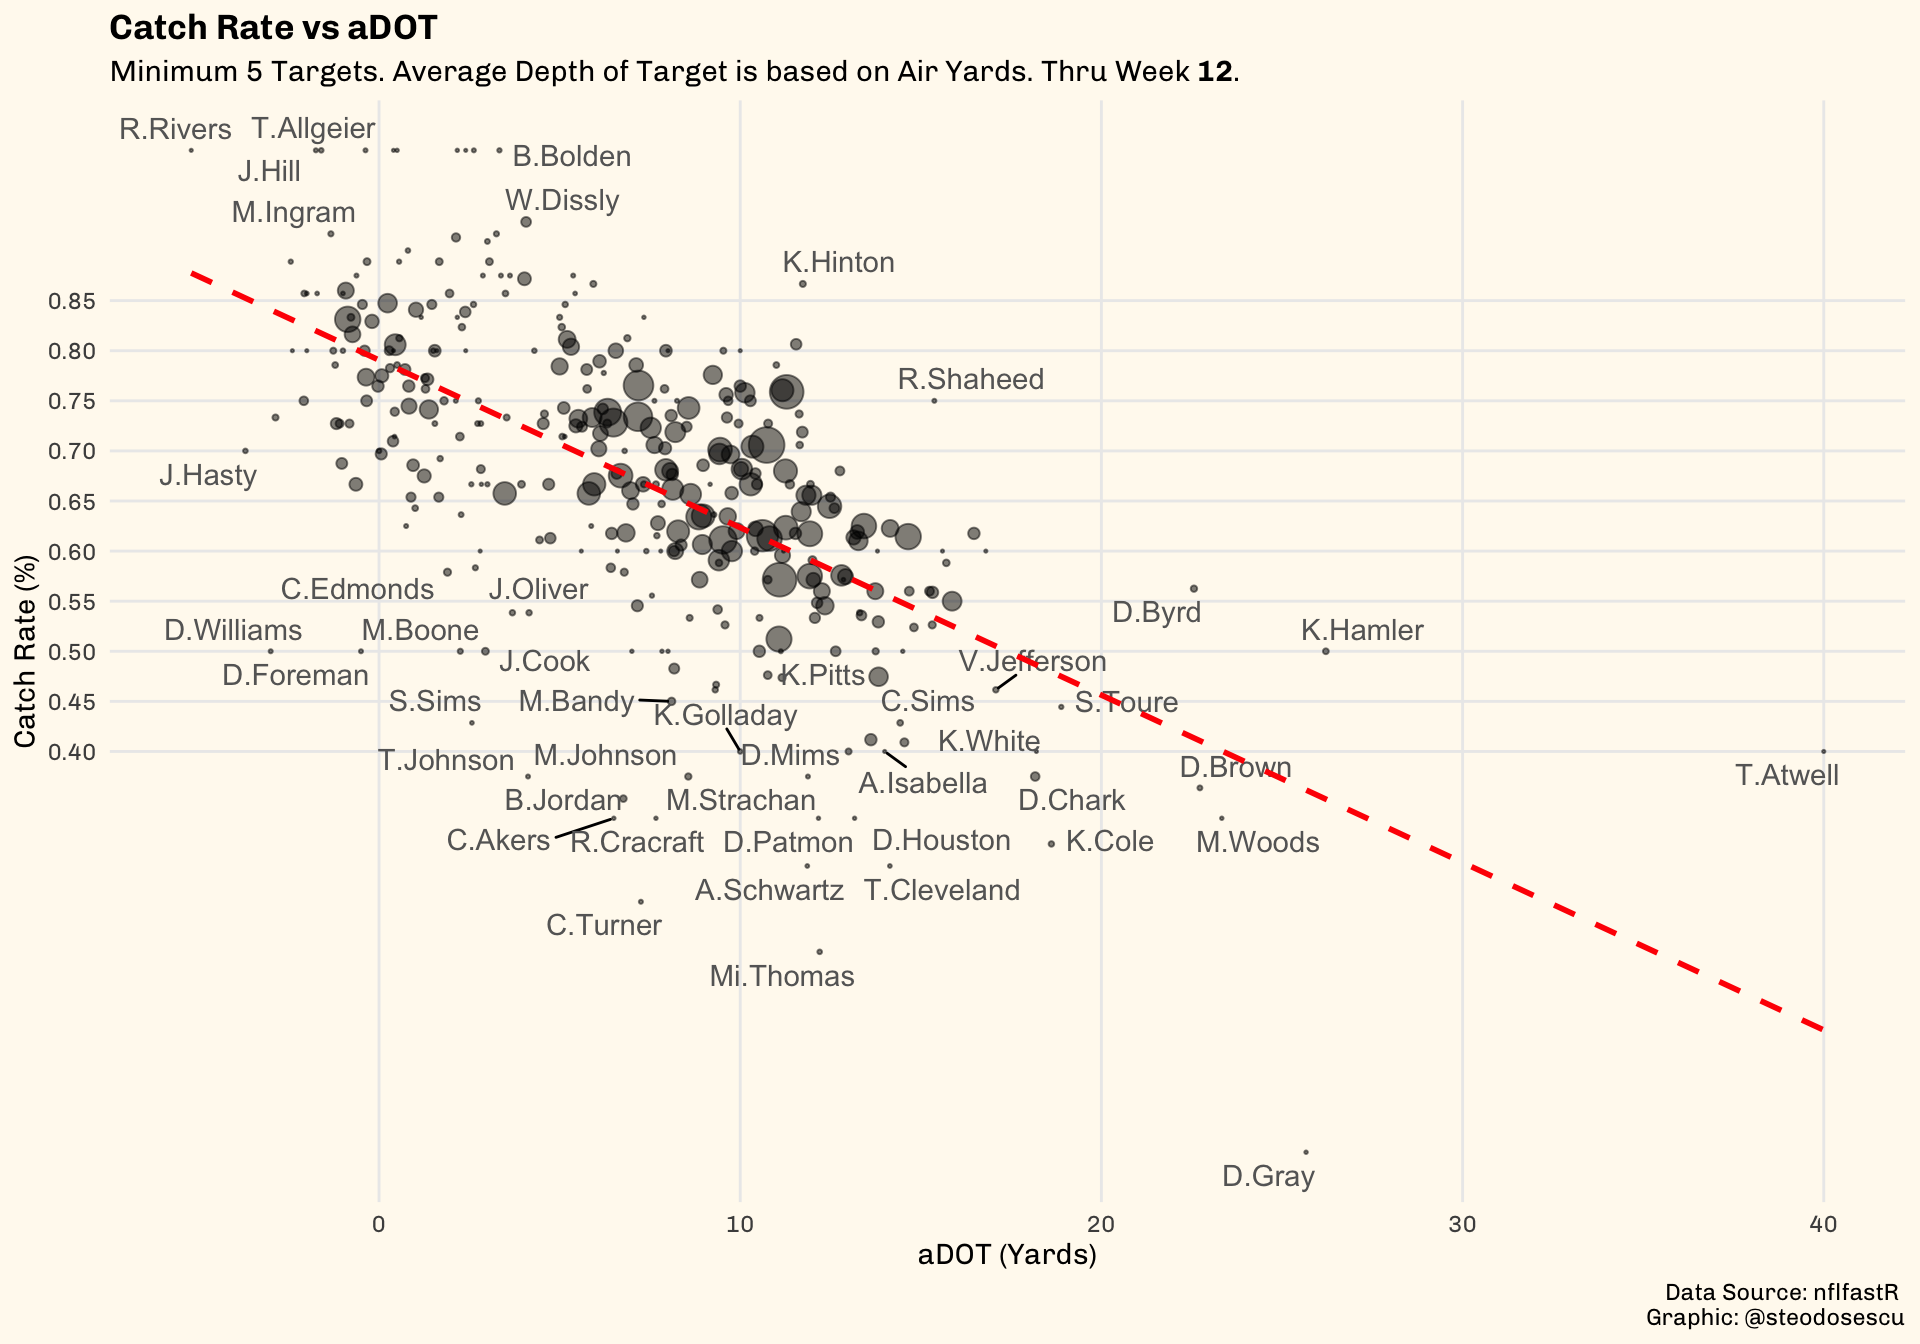 Catch Rate vs aDOT
Minimum 5 Targets. Average Depth of Target is based on Air Yards. Thru Week 12.
R.Rivers T.Allgeier
B.Bolden
J.Hill
W.Dissly
M.Ingram
K.Hinton
0.85
0.80
R.Shaheed
0.75
0.70
J.Hasty
0.65
0.60
C.Edmonds J.Oliver
0.55
D.Byrd
D.Williams M.Boone K.Hamler
0.50
J.Cook V.Jefferson
D.Foreman K.Pitts
0.45
S.Sims M.Bandy C.Sims S.Toure
K.Golladay
K.White
0.40
T.Johnson M.Johnson D.Mims
D.Brown
T.Atwell
A.Isabella
B.Jordan M.Strachan D.Chark
C.Akers R.Cracraft D.Patmon D.Houston K.Cole M.Woods
A.Schwartz T.Cleveland
C.Turner
Mi.Thomas
D.Gray
Catch Rate (%)
0 10 20 30 40
aDOT (Yards)
Data Source: nflfastR
Graphic: @steodosescu